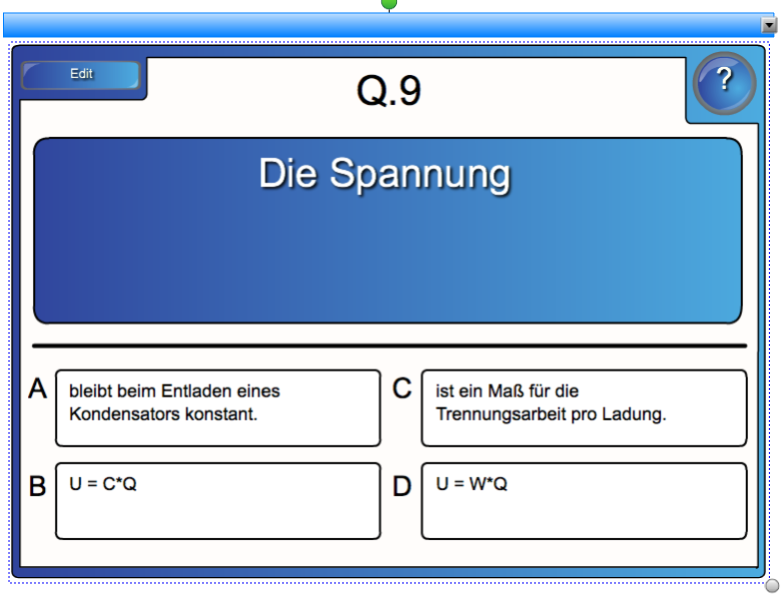 Edit
Q.9
?
Die Spannung
A
bleibt beim Entladen eines
Kondensators konstant.
C
ist ein Maß für die
Trennungsarbeit pro Ladung.
B
U = C*Q
D
U = W*Q